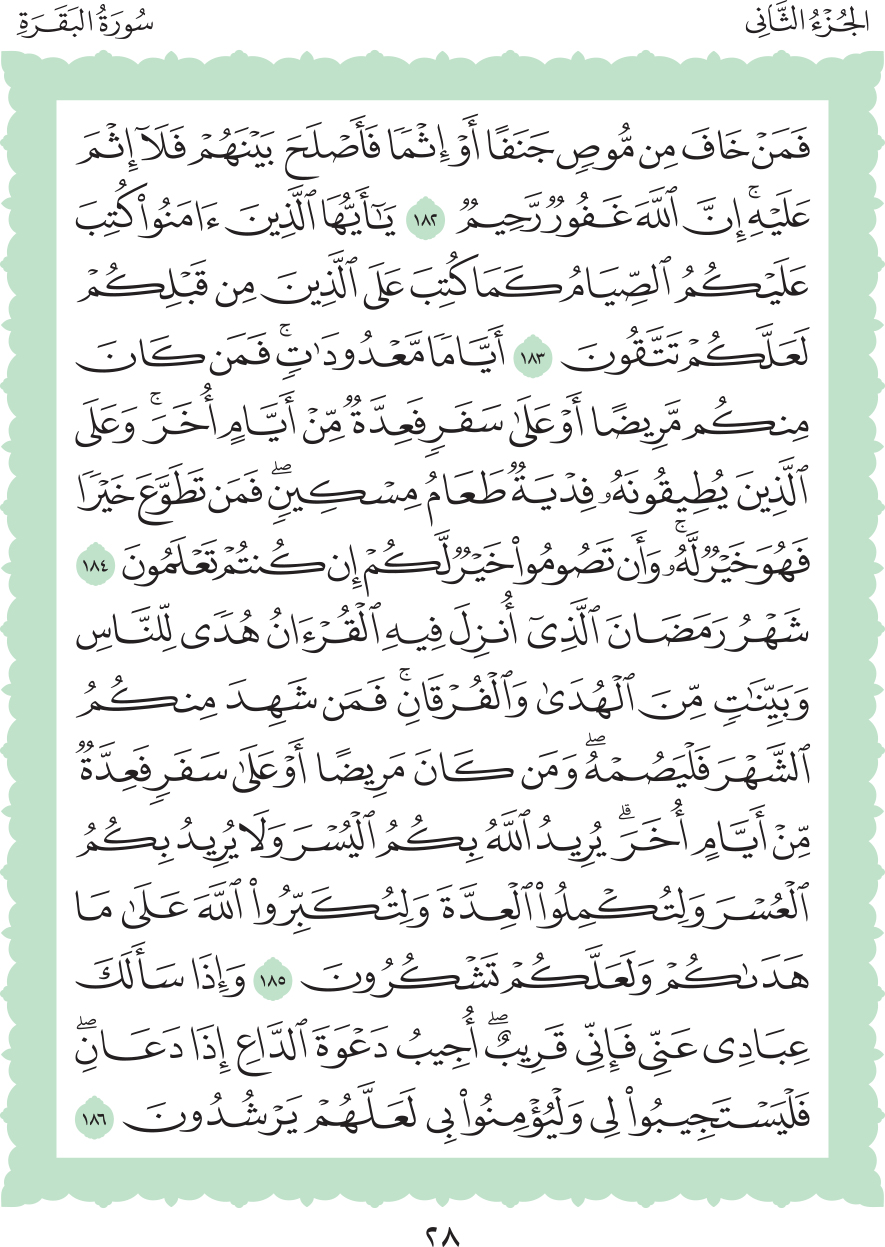 الجُزْءُ الثَّانِي
سُورَةُ البَقَرَةِ
فَمَنۡ خَافَ مِن مُّوصٖ جَنَفًا أَوۡ إِثۡمٗا فَأَصۡلَحَ بَيۡنَهُمۡ فَلَآ إِثۡمَ
عَلَيۡهِۚ إِنَّ ٱللَّهَ غَفُورٞ رَّحِيمٞ ١٨٢ يَٰٓأَيُّهَا ٱلَّذِينَ ءَامَنُواْ كُتِبَ
عَلَيۡكُمُ ٱلصِّيَامُ كَمَا كُتِبَ عَلَى ٱلَّذِينَ مِن قَبۡلِكُمۡ
لَعَلَّكُمۡ تَتَّقُونَ ١٨٣ أَيَّامٗا مَّعۡدُودَٰتٖۚ فَمَن كَانَ
مِنكُم مَّرِيضًا أَوۡ عَلَىٰ سَفَرٖ فَعِدَّةٞ مِّنۡ أَيَّامٍ أُخَرَۚ وَعَلَى
ٱلَّذِينَ يُطِيقُونَهُۥ فِدۡيَةٞ طَعَامُ مِسۡكِينٖۖ فَمَن تَطَوَّعَ خَيۡرٗا
فَهُوَ خَيۡرٞ لَّهُۥۚ وَأَن تَصُومُواْ خَيۡرٞ لَّكُمۡ إِن كُنتُمۡ تَعۡلَمُونَ ١٨٤
شَهۡرُ رَمَضَانَ ٱلَّذِيٓ أُنزِلَ فِيهِ ٱلۡقُرۡءَانُ هُدٗى لِّلنَّاسِ
وَبَيِّنَٰتٖ مِّنَ ٱلۡهُدَىٰ وَٱلۡفُرۡقَانِۚ فَمَن شَهِدَ مِنكُمُ
ٱلشَّهۡرَ فَلۡيَصُمۡهُۖ وَمَن كَانَ مَرِيضًا أَوۡ عَلَىٰ سَفَرٖ فَعِدَّةٞ
مِّنۡ أَيَّامٍ أُخَرَۗ يُرِيدُ ٱللَّهُ بِكُمُ ٱلۡيُسۡرَ وَلَا يُرِيدُ بِكُمُ
ٱلۡعُسۡرَ وَلِتُكۡمِلُواْ ٱلۡعِدَّةَ وَلِتُكَبِّرُواْ ٱللَّهَ عَلَىٰ مَا
هَدَىٰكُمۡ وَلَعَلَّكُمۡ تَشۡكُرُونَ ١٨٥ وَإِذَا سَأَلَكَ
عِبَادِي عَنِّي فَإِنِّي قَرِيبٌۖ أُجِيبُ دَعۡوَةَ ٱلدَّاعِ إِذَا دَعَانِۖ
فَلۡيَسۡتَجِيبُواْ لِي وَلۡيُؤۡمِنُواْ بِي لَعَلَّهُمۡ يَرۡشُدُونَ ١٨٦
٢٨